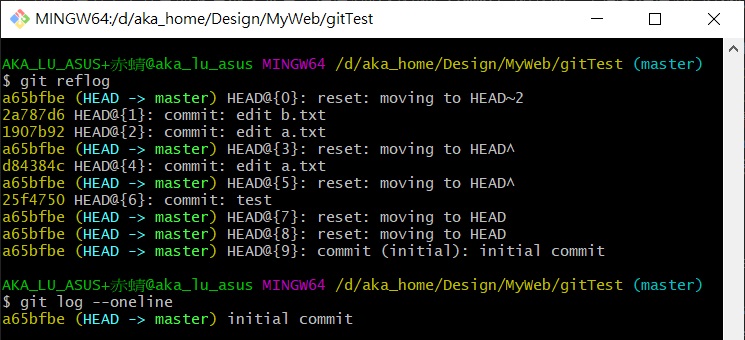 MINGW64:/d/aka_home/Design/MyWeb/gitTest
AKA_LU_ASUS+赤蜻@aka_lu_asus MINGW64 /d/aka_home/Design/MyWeb/gitTest (master)
$ git reflog
a65bfbe (HEAD -> master) HEAD@{0}: reset: moving to HEAD~2
2a787d6 HEAD@{1}: commit: edit b.txt
1907b92 HEAD@{2}: commit: edit a.txt
a65bfbe (HEAD -> master) HEAD@{3}: reset: moving to HEAD^
d84384c HEAD@{4}: commit: edit a.txt
a65bfbe (HEAD -> master) HEAD@{5}: reset: moving to HEAD^
25f4750 HEAD@{6}: commit: test
a65bfbe (HEAD -> master) HEAD@{7}: reset: moving to HEAD
a65bfbe (HEAD -> master) HEAD@{8}: reset: moving to HEAD
a65bfbe (HEAD -> master) HEAD@{9}: commit (initial): initial commit
AKA_LU_ASUS+赤蜻@aka_lu_asus MINGW64 /d/aka_home/Design/MyWeb/gitTest (master)
$ git log --oneline
a65bfbe (HEAD -> master) initial commit